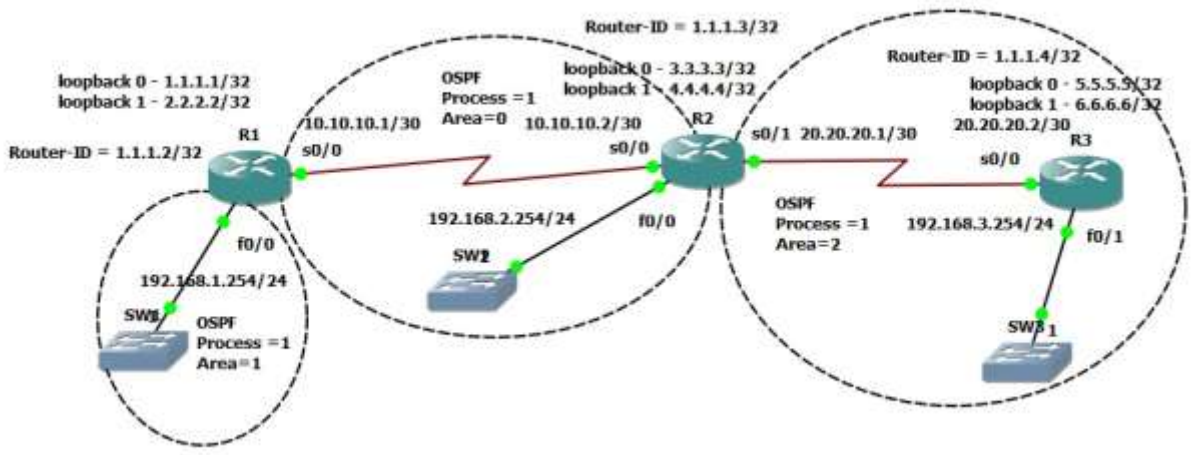 Router-ID = 1.1.1.3/32
Router-ID = 1.1.1.4/32
loopback 0 - 1.1.1.1/32
loopback 1 - 2.2.2.2/32
OSPF
Process =1
Area=0
loopback 0 - 3.3.3.3/32
loopback 1 - 4.4.4.4/32
loopback 0 - 5.5.5.5/32
loopback 1 - 6.6.6.6/32
R1
10.10.10.1/30
10.10.10.2/30
R2
s0/1 20.20.20.1/30
20.20.20.2/30
R3
Router-ID = 1.1.1.2/32
s0/0
s0/0
s0/0
192.168.2.254/24
f0/0
OSPF
Process =1
Area=2
192.168.3.254/24
f0/1
f0/0
192.168.1.254/24
OSPF
Process =1
Area=1
SW3 1